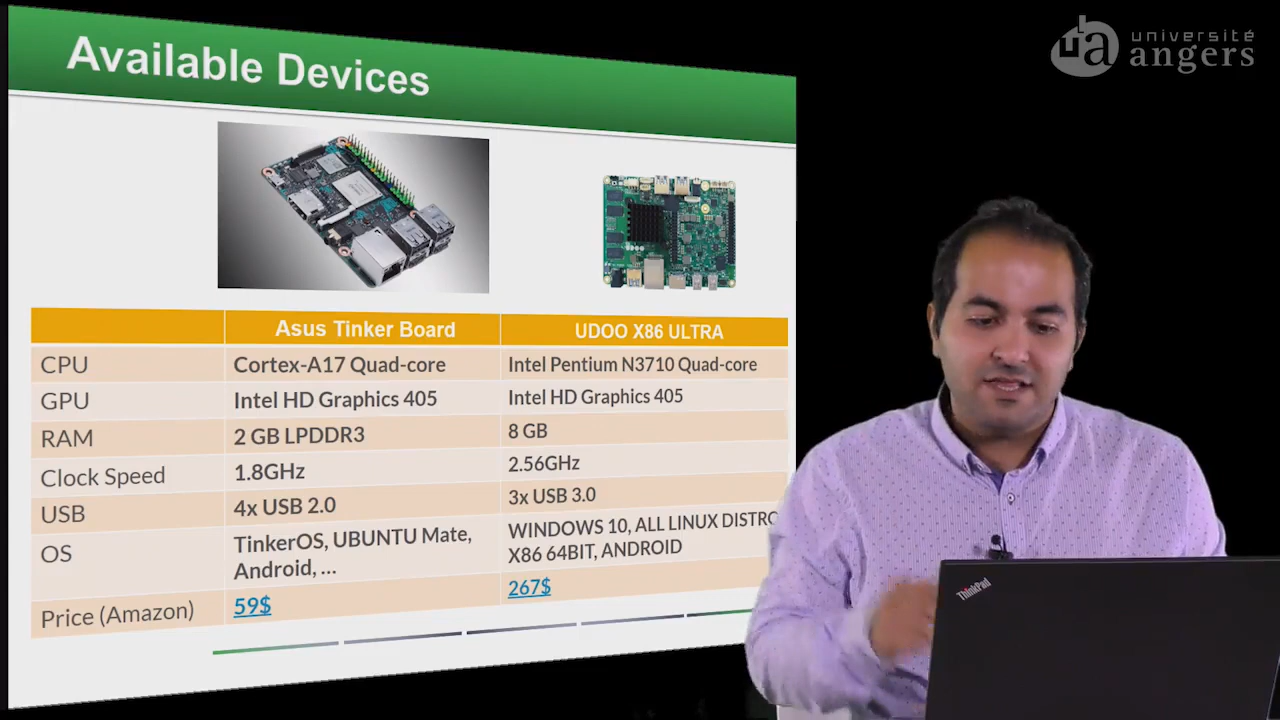 Available Devices
université
angers
Asus Tinker Board UDOO X86 ULTRA
CPU Cortex-A17 Quad-core Intel Pentium N3710 Quad-core
GPU Intel HD Graphics 405 Intel HD Graphics 405
RAM 2 GB LPDDR3 8 GB
Clock Speed 1.8GHz 2.56GHz
USB 4x USB 2.0 3x USB 3.0
OS TinkerOS, UBUNTU Mate, WINDOWS 10, ALL LINUX DISTRO
Android, ... X86 64BIT, ANDROID
Price (Amazon) 59$ 267$
ThinkPad